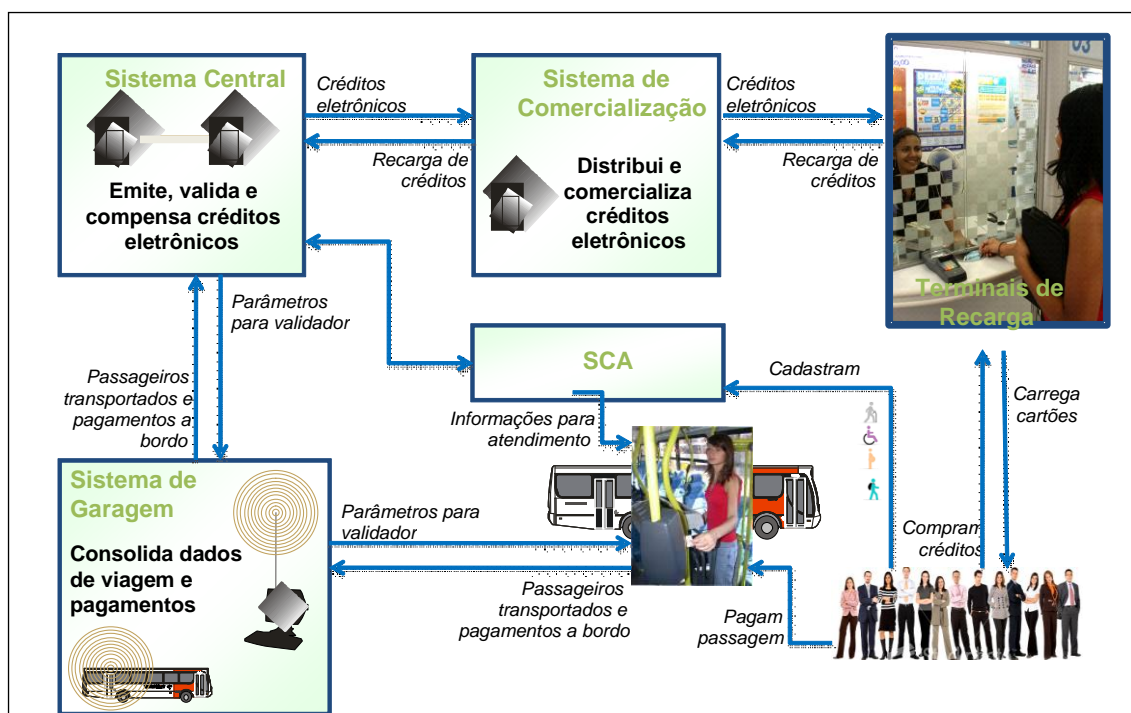 Sistema Central
Emite, valida e
compensa créditos
eletrônicos
Créditos
eletrônicos
Recarga de
créditos
Sistema de
Comercialização
Distribui e
comercializa
créditos
eletrônicos
Créditos
eletrônicos
Recarga de
créditos
03
Terminais de
Recarga
Parâmetros
para validador
Passageiros
transportados e
pagamentos a
bordo
SCA
Informações para
atendimento
Cadastram
Carrega
cartões
Compram
créditos
Sistema de
Garagem
Consolida dados
de viagem e
pagamentos
Parâmetros para
validador
Passageiros
transportados e
pagamentos a bordo
Pagam
passagem